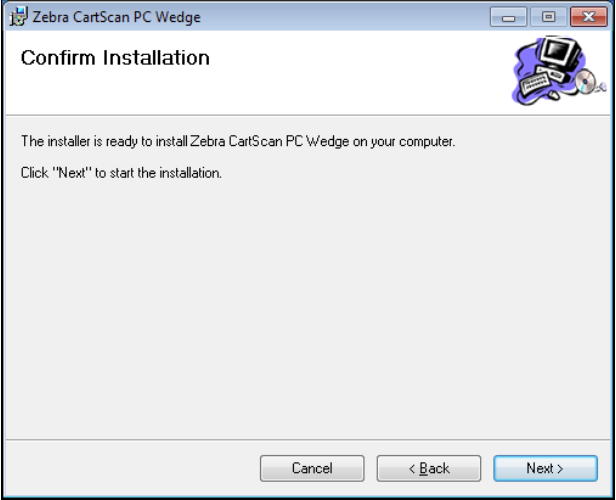 Zebra CartScan PC Wedge
Confirm Installation
The installer is ready to install Zebra CartScan PC Wedge on your computer.
Click "Next" to start the installation.
Cancel
< Back
Next >